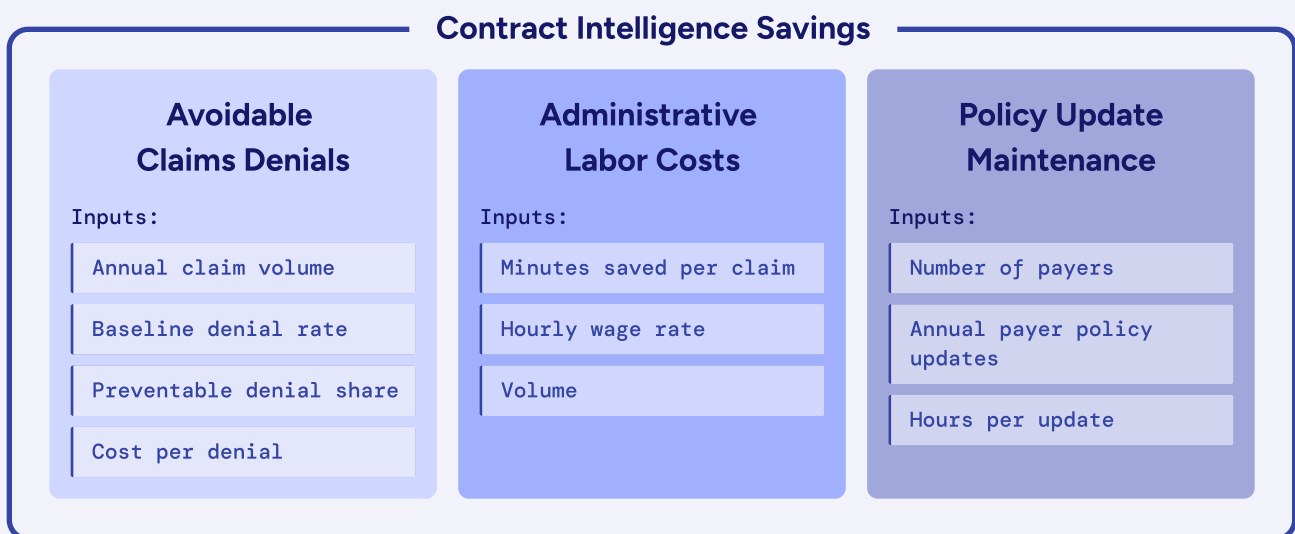 Contract Intelligence Savings
Avoidable
Claims Denials
Inputs:
Annual claim volume
Baseline denial rate
Preventable denial share
Cost per denial
Administrative
Labor Costs
Inputs:
Minutes saved per claim
Hourly wage rate
Volume
Policy Update
Maintenance
Inputs:
Number of payers
Annual payer policy
updates
Hours per update